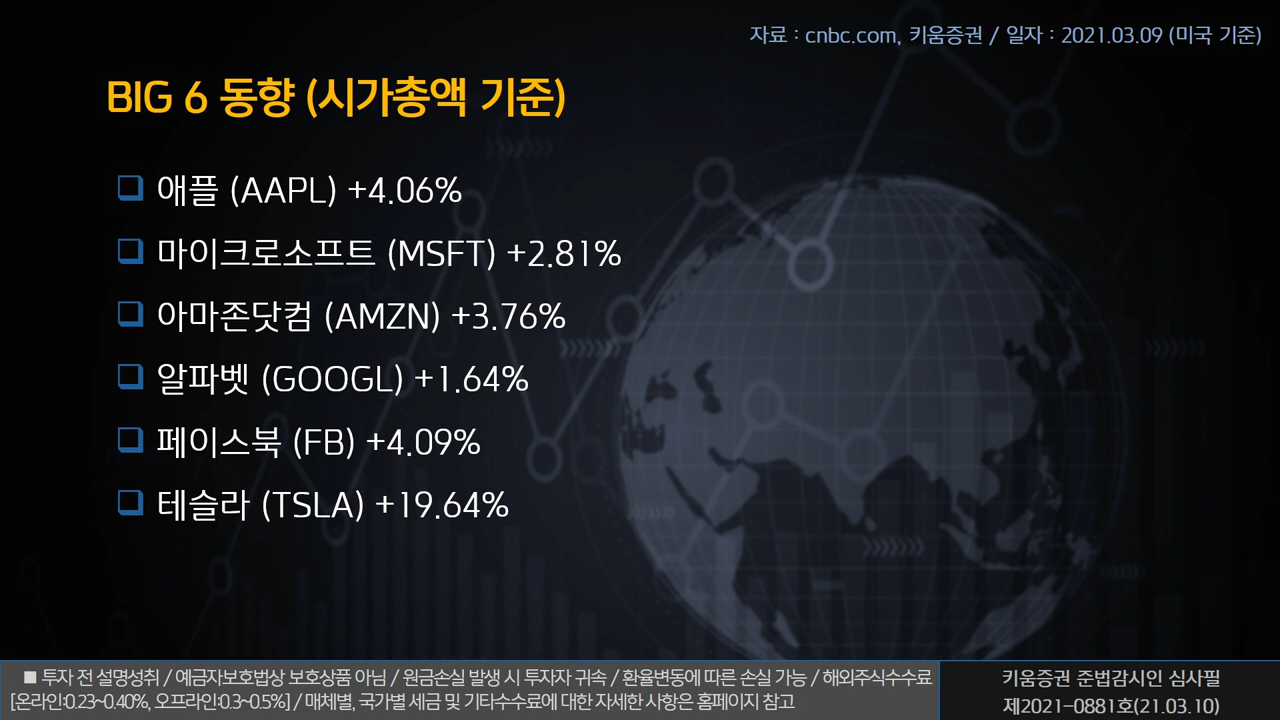 자료 : cnbc.com, 키움증권 / 일자 : 2021.03.09 (미국 기준)
BIG 6 동향 (시가총액 기준)
❑ 애플 (AAPL) +4.06%
❑ 마이크로소프트 (MSFT) +2.81%
❑ 아마존닷컴 (AMZN) +3.76%
❑ 알파벳 (GOOGL) +1.64%
❑ 페이스북 (FB) +4.09%
❑ 테슬라 (TSLA) +19.64%
■ 투자 전 설명성취 / 예금자보호법상 보호상품 아님 / 원금손실 발생 시 투자자 귀속 / 환율변동에 따른 손실 가능 / 해외주식수수료
[온라인:0.23~0.40%, 오프라인:0.3~0.5%] / 매체별, 국가별 세금 및 기타수수료에 대한 자세한 사항은 홈페이지 참고
키움증권 준법감시인 심사필
제2021-0881호(21.03.10)